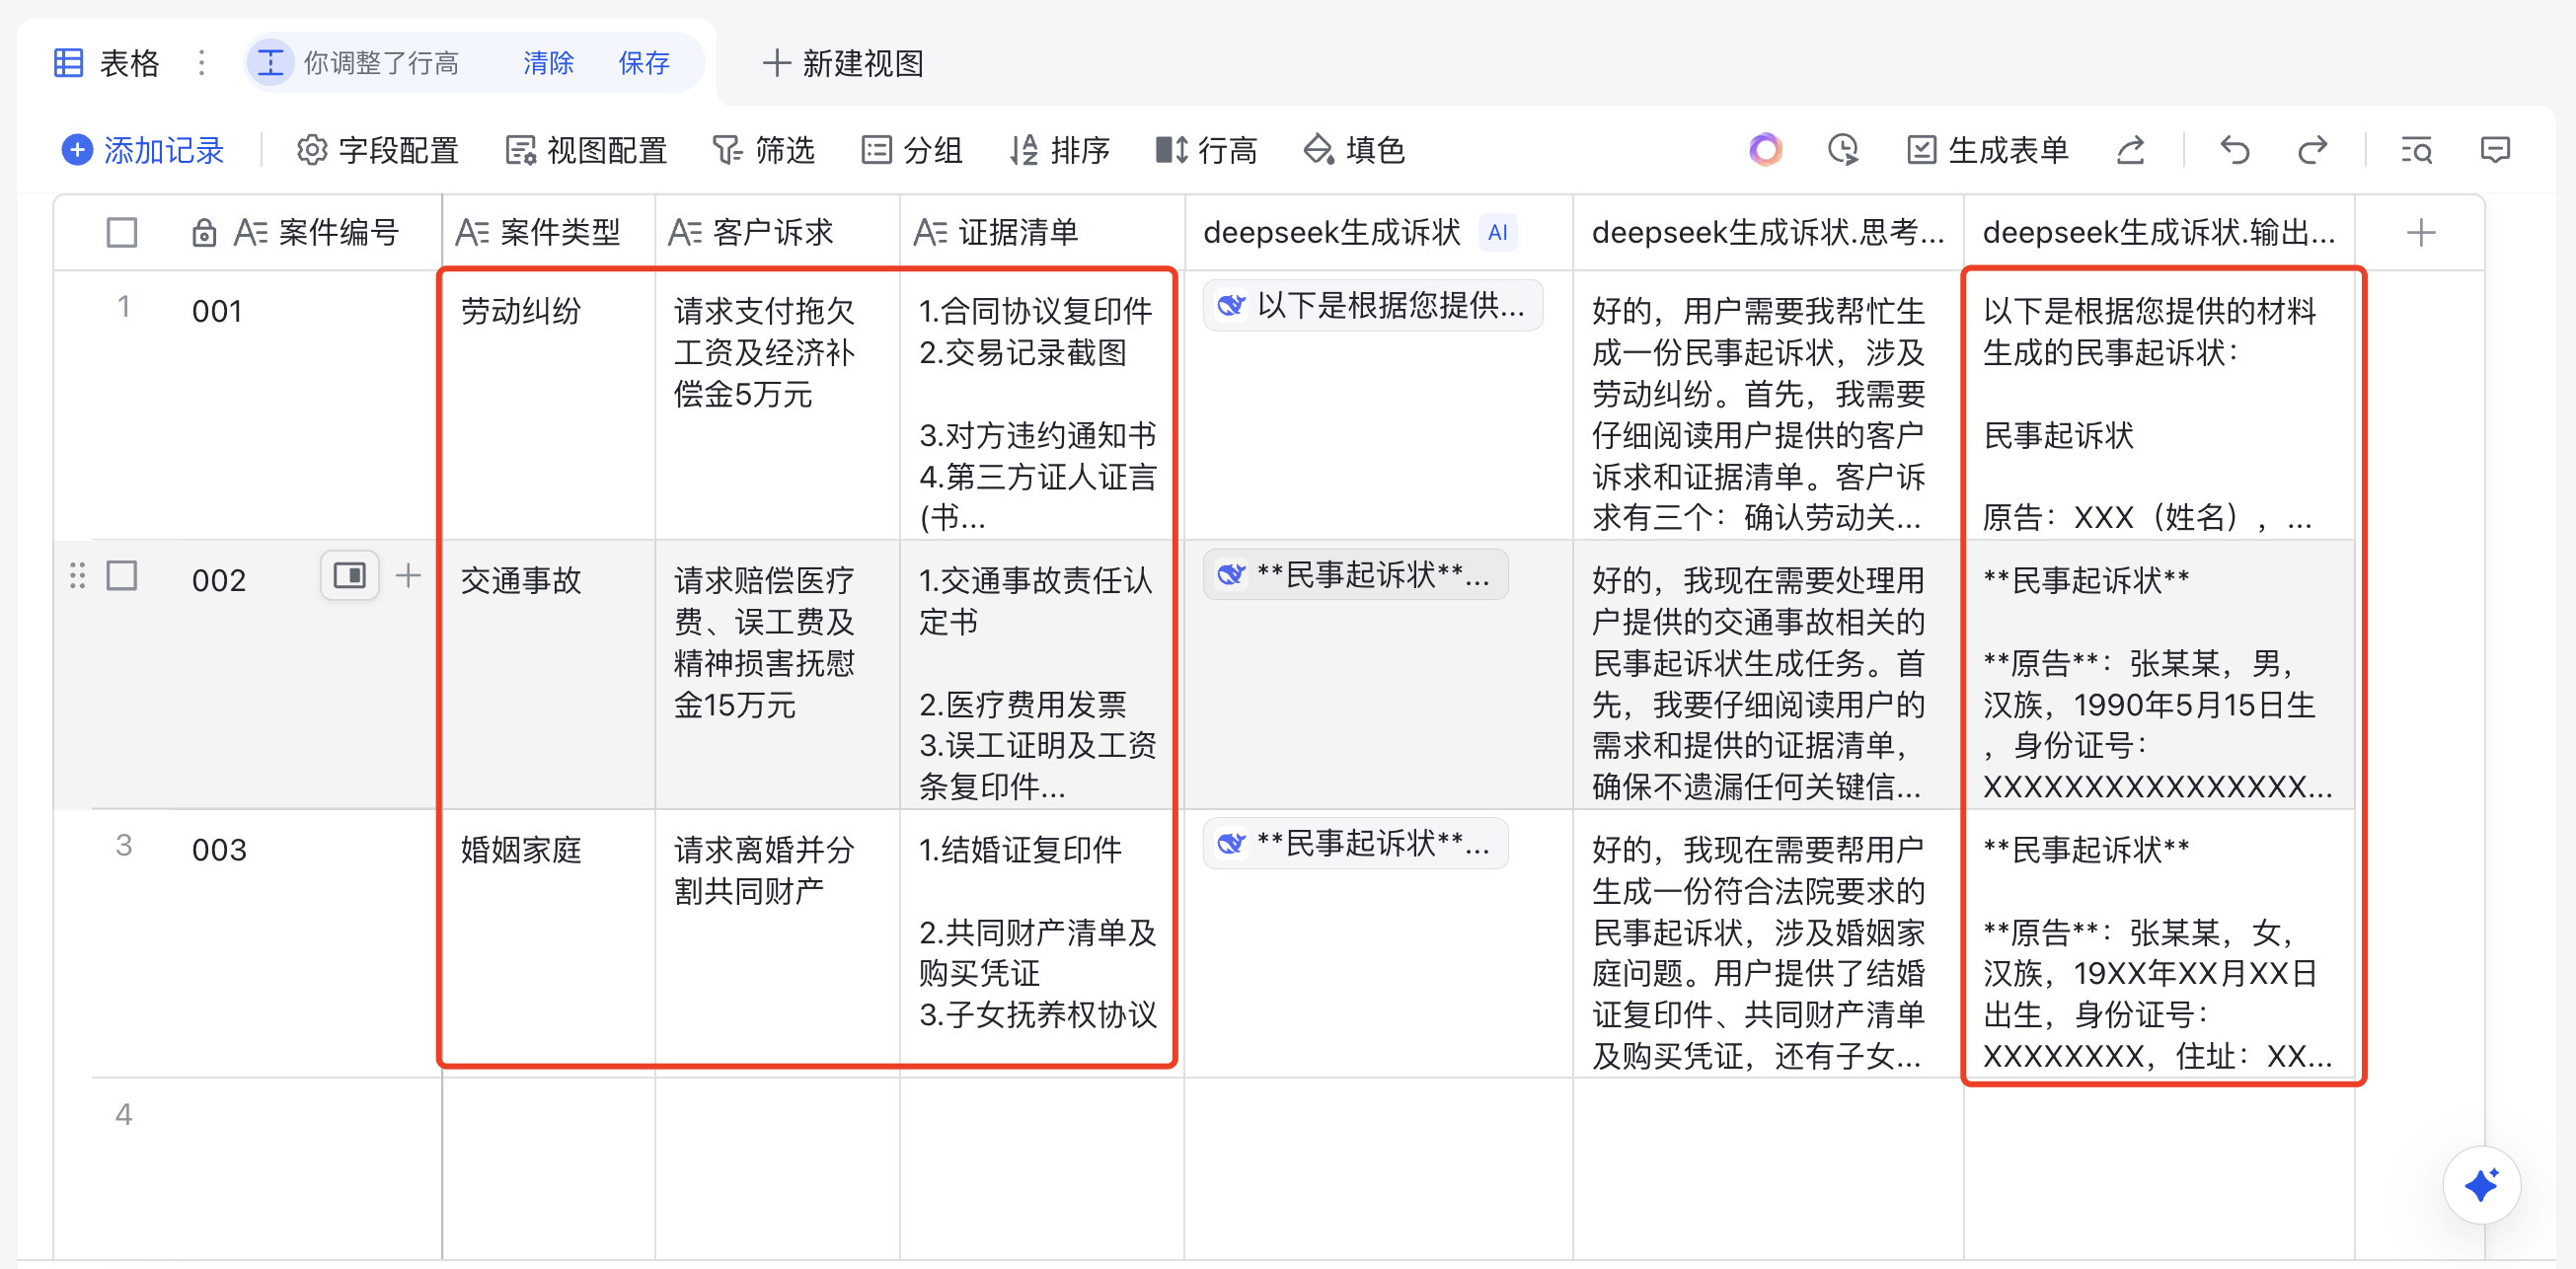 表格
你调整了行高 清除 保存
新建视图
添加记录 字段配置 视图配置 筛选 分组 排序 行高 填色 生成表单
案件编号 案件类型 客户诉求 证据清单 deepseek生成诉状 AI deepseek生成诉状.思考... deepseek生成诉状.输出...
1
001
劳动纠纷
请求支付拖欠
工资及经济补
偿金5万元
1.合同协议复印件
2.交易记录截图
3.对方违约通知书
4.第三方证人证言
(书...
以下是根据您提供...
好的，用户需要我帮忙生
成一份民事起诉状，涉及
劳动纠纷。首先，我需要
仔细阅读用户提供的客户
诉求和证据清单。客户诉
求有三个：确认劳动关...
以下是根据您提供的材料
生成的民事起诉状：
民事起诉状
原告：XXX（姓名），...
002
交通事故
请求赔偿医疗
费、误工费及
精神损害抚慰
金15万元
1.交通事故责任认
定书
2.医疗费用发票
3.误工证明及工资
条复印件...
**民事起诉状**...
好的，我现在需要处理用
户提供的交通事故相关的
民事起诉状生成任务。首
先，我要仔细阅读用户的
需求和提供的证据清单，
确保不遗漏任何关键信...
**民事起诉状**
**原告**：张某某，男，
汉族，1990年5月15日生
，身份证号：
XXXXXXXXXXXXXXXX...
3
003
婚姻家庭
请求离婚并分
割共同财产
1.结婚证复印件
2.共同财产清单及
购买凭证
3.子女抚养权协议
**民事起诉状**...
好的，我现在需要帮用户
生成一份符合法院要求的
民事起诉状，涉及婚姻家
庭问题。用户提供了结婚
证复印件、共同财产清单
及购买凭证，还有子女...
**民事起诉状**
**原告**：张某某，女，
汉族，19XX年XX月XX日
出生，身份证号：
XXXXXXXX，住址：XX...
4